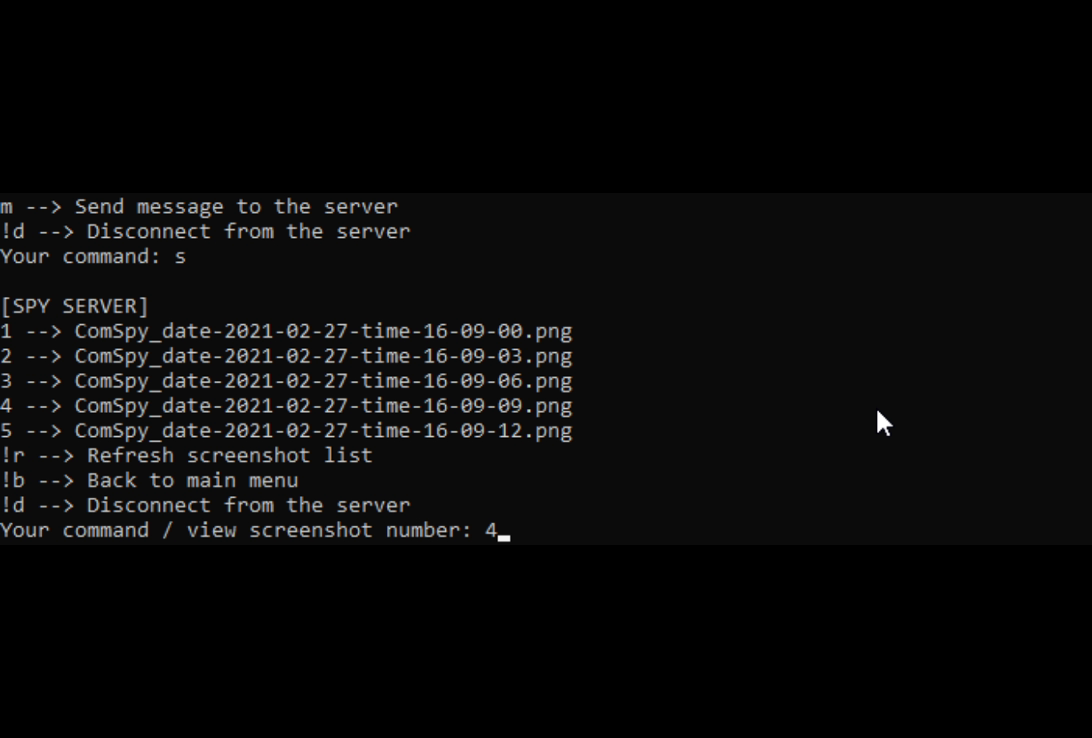 m --> Send message to the server
!d --> Disconnect from the server
Your command: s
[SPY SERVER]
1 --> ComSpy_date-2021-02-27-time-16-09-00.png
2 --> ComSpy_date-2021-02-27-time-16-09-03.png
3 --> ComSpy_date-2021-02-27-time-16-09-06.png
4 --> ComSpy_date-2021-02-27-time-16-09-09.png
5 --> ComSpy_date-2021-02-27-time-16-09-12.png
!r --> Refresh screenshot list
!b --> Back to main menu
!d --> Disconnect from the server
Your command / view screenshot number: 4